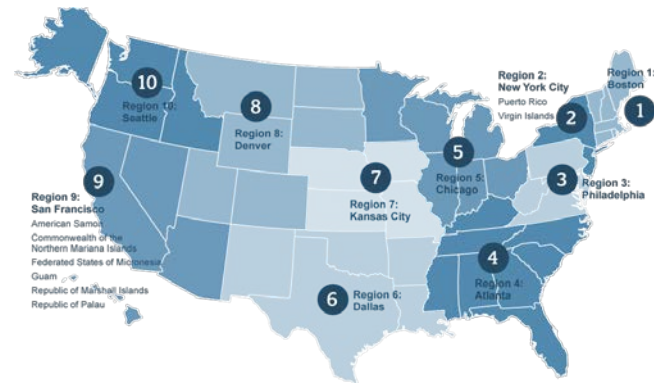 10
Region 10:
Seattle
8
Region 8:
Denver
Region 2:
New York City
Puerto Rico
Virgin Islands
2
Region 1:
Boston
1
5
Region 5:
Chicago
3
Region 3:
Philadelphia
7
Region 7:
Kansas City
9
Region 9:
San Francisco
American Samoa
Commonwealth of the
Northern Mariana Islands
Federated States of Micronesia
Guam
Republic of Marshall Islands
Republic of Palau
4
Region 4:
Atlanta
6
Region 6:
Dallas